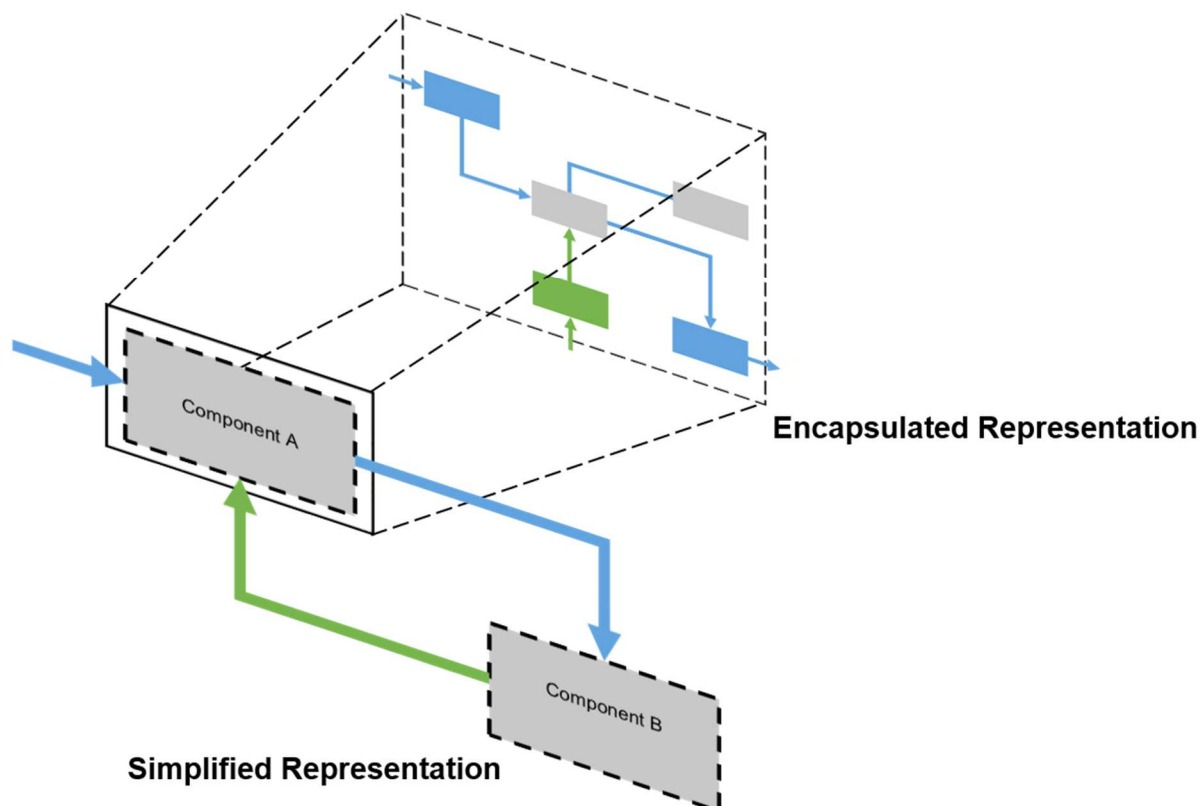 Component A
Encapsulated Representation
Component B
Simplified Representation